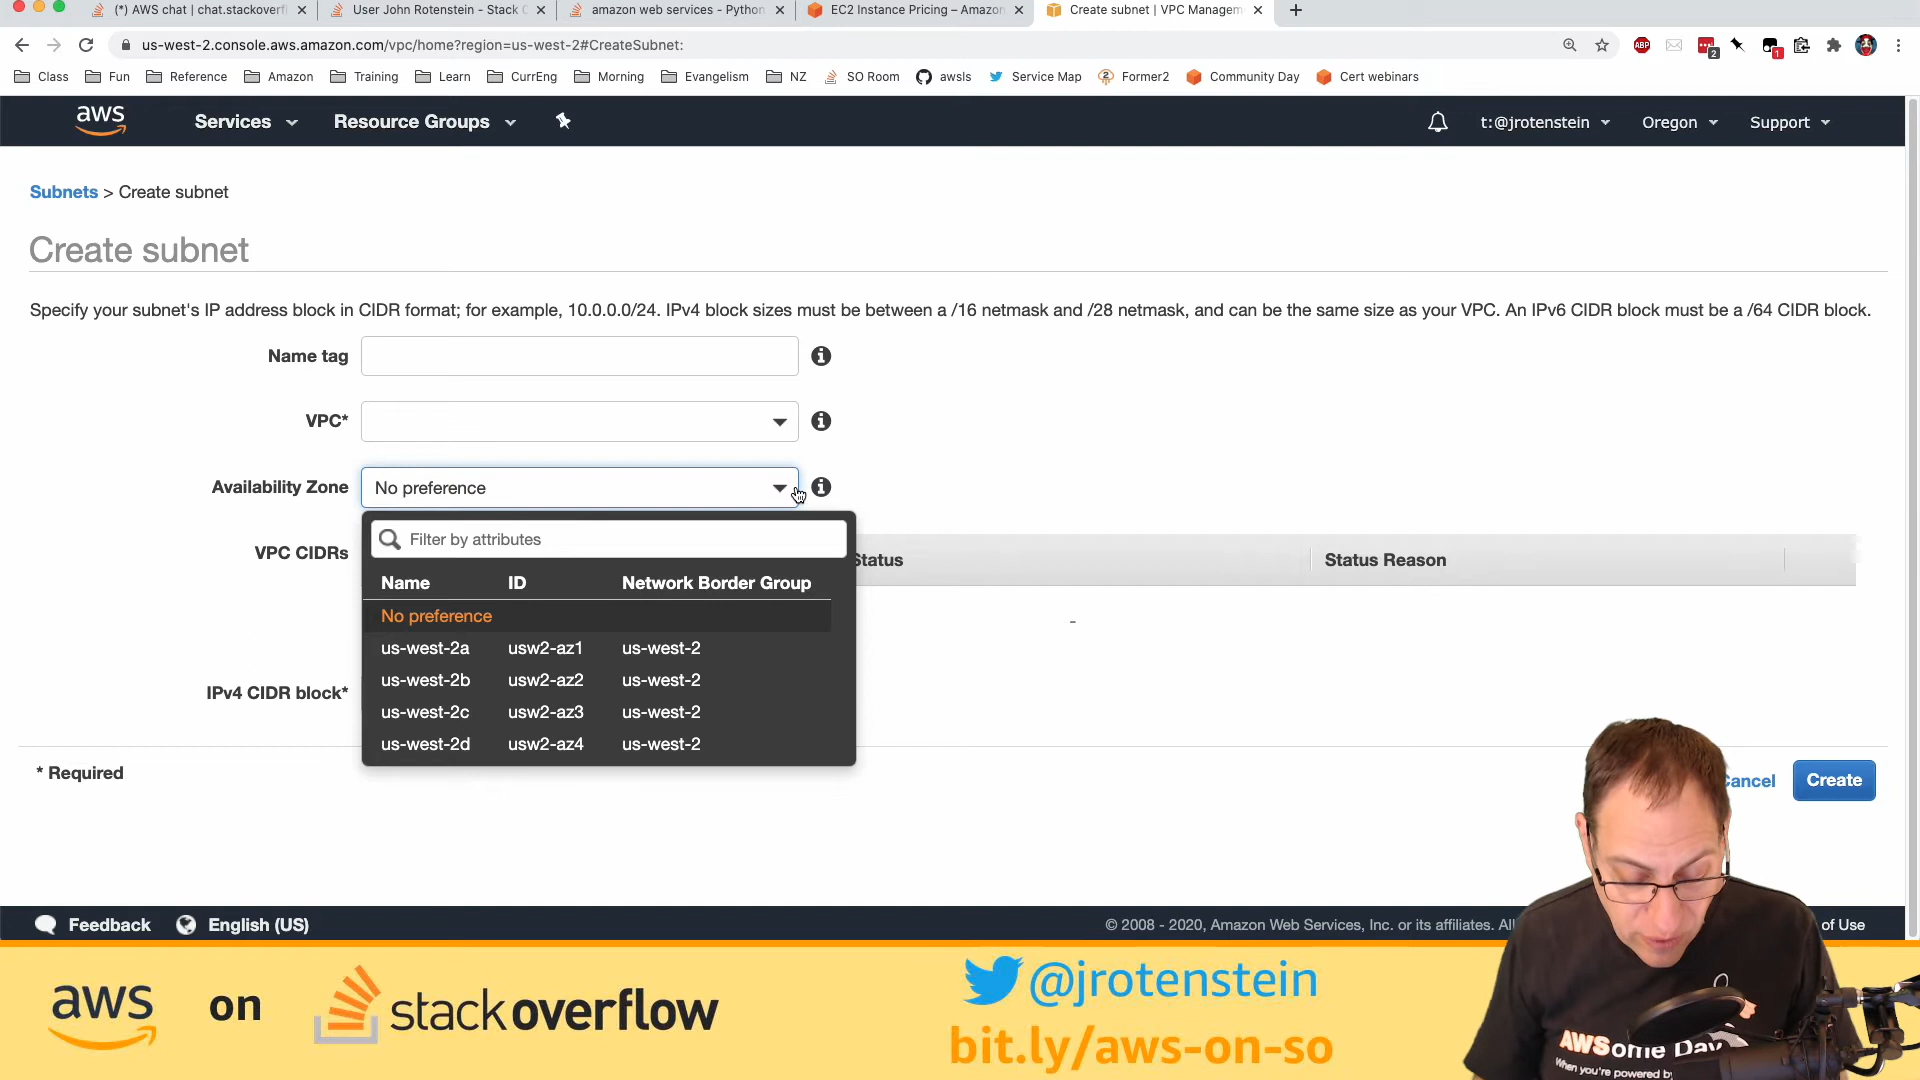 (*) AWS chat | chat.stackoverfl
User John Rotenstein - Stack O
amazon web services - Python
EC2 Instance Pricing – Amazon
Create subnet | VPC Managem
us-west-2.console.aws.amazon.com/vpc/home?region=us-west-2#CreateSubnet:
ABP
2
1
Class
Fun
Reference
Amazon
Training
Learn
CurrEng
Morning
Evangelism
NZ
SO Room
awsls
Service Map
Former2
Community Day
Cert webinars
aws
Services
Resource Groups
t:@jrotenstein
Oregon
Support
Subnets > Create subnet
Create subnet
Specify your subnet's IP address block in CIDR format; for example, 10.0.0.0/24. IPv4 block sizes must be between a /16 netmask and /28 netmask, and can be the same size as your VPC. An IPv6 CIDR block must be a /64 CIDR block.
Name tag
VPC*
Availability Zone
No preference
Filter by attributes
VPC CIDRs
Status
Status Reason
Name ID Network Border Group
No preference
-
us-west-2a usw2-az1 us-west-2
us-west-2b usw2-az2 us-west-2
IPv4 CIDR block*
us-west-2c usw2-az3 us-west-2
us-west-2d usw2-az4 us-west-2
* Required
Cancel
Create
Feedback
English (US)
© 2008 - 2020, Amazon Web Services, Inc. or its affiliates. All
of Use
aws on stackoverflow
@jrotenstein
bit.ly/aws-on-so
AWSome Day
When you're powered by